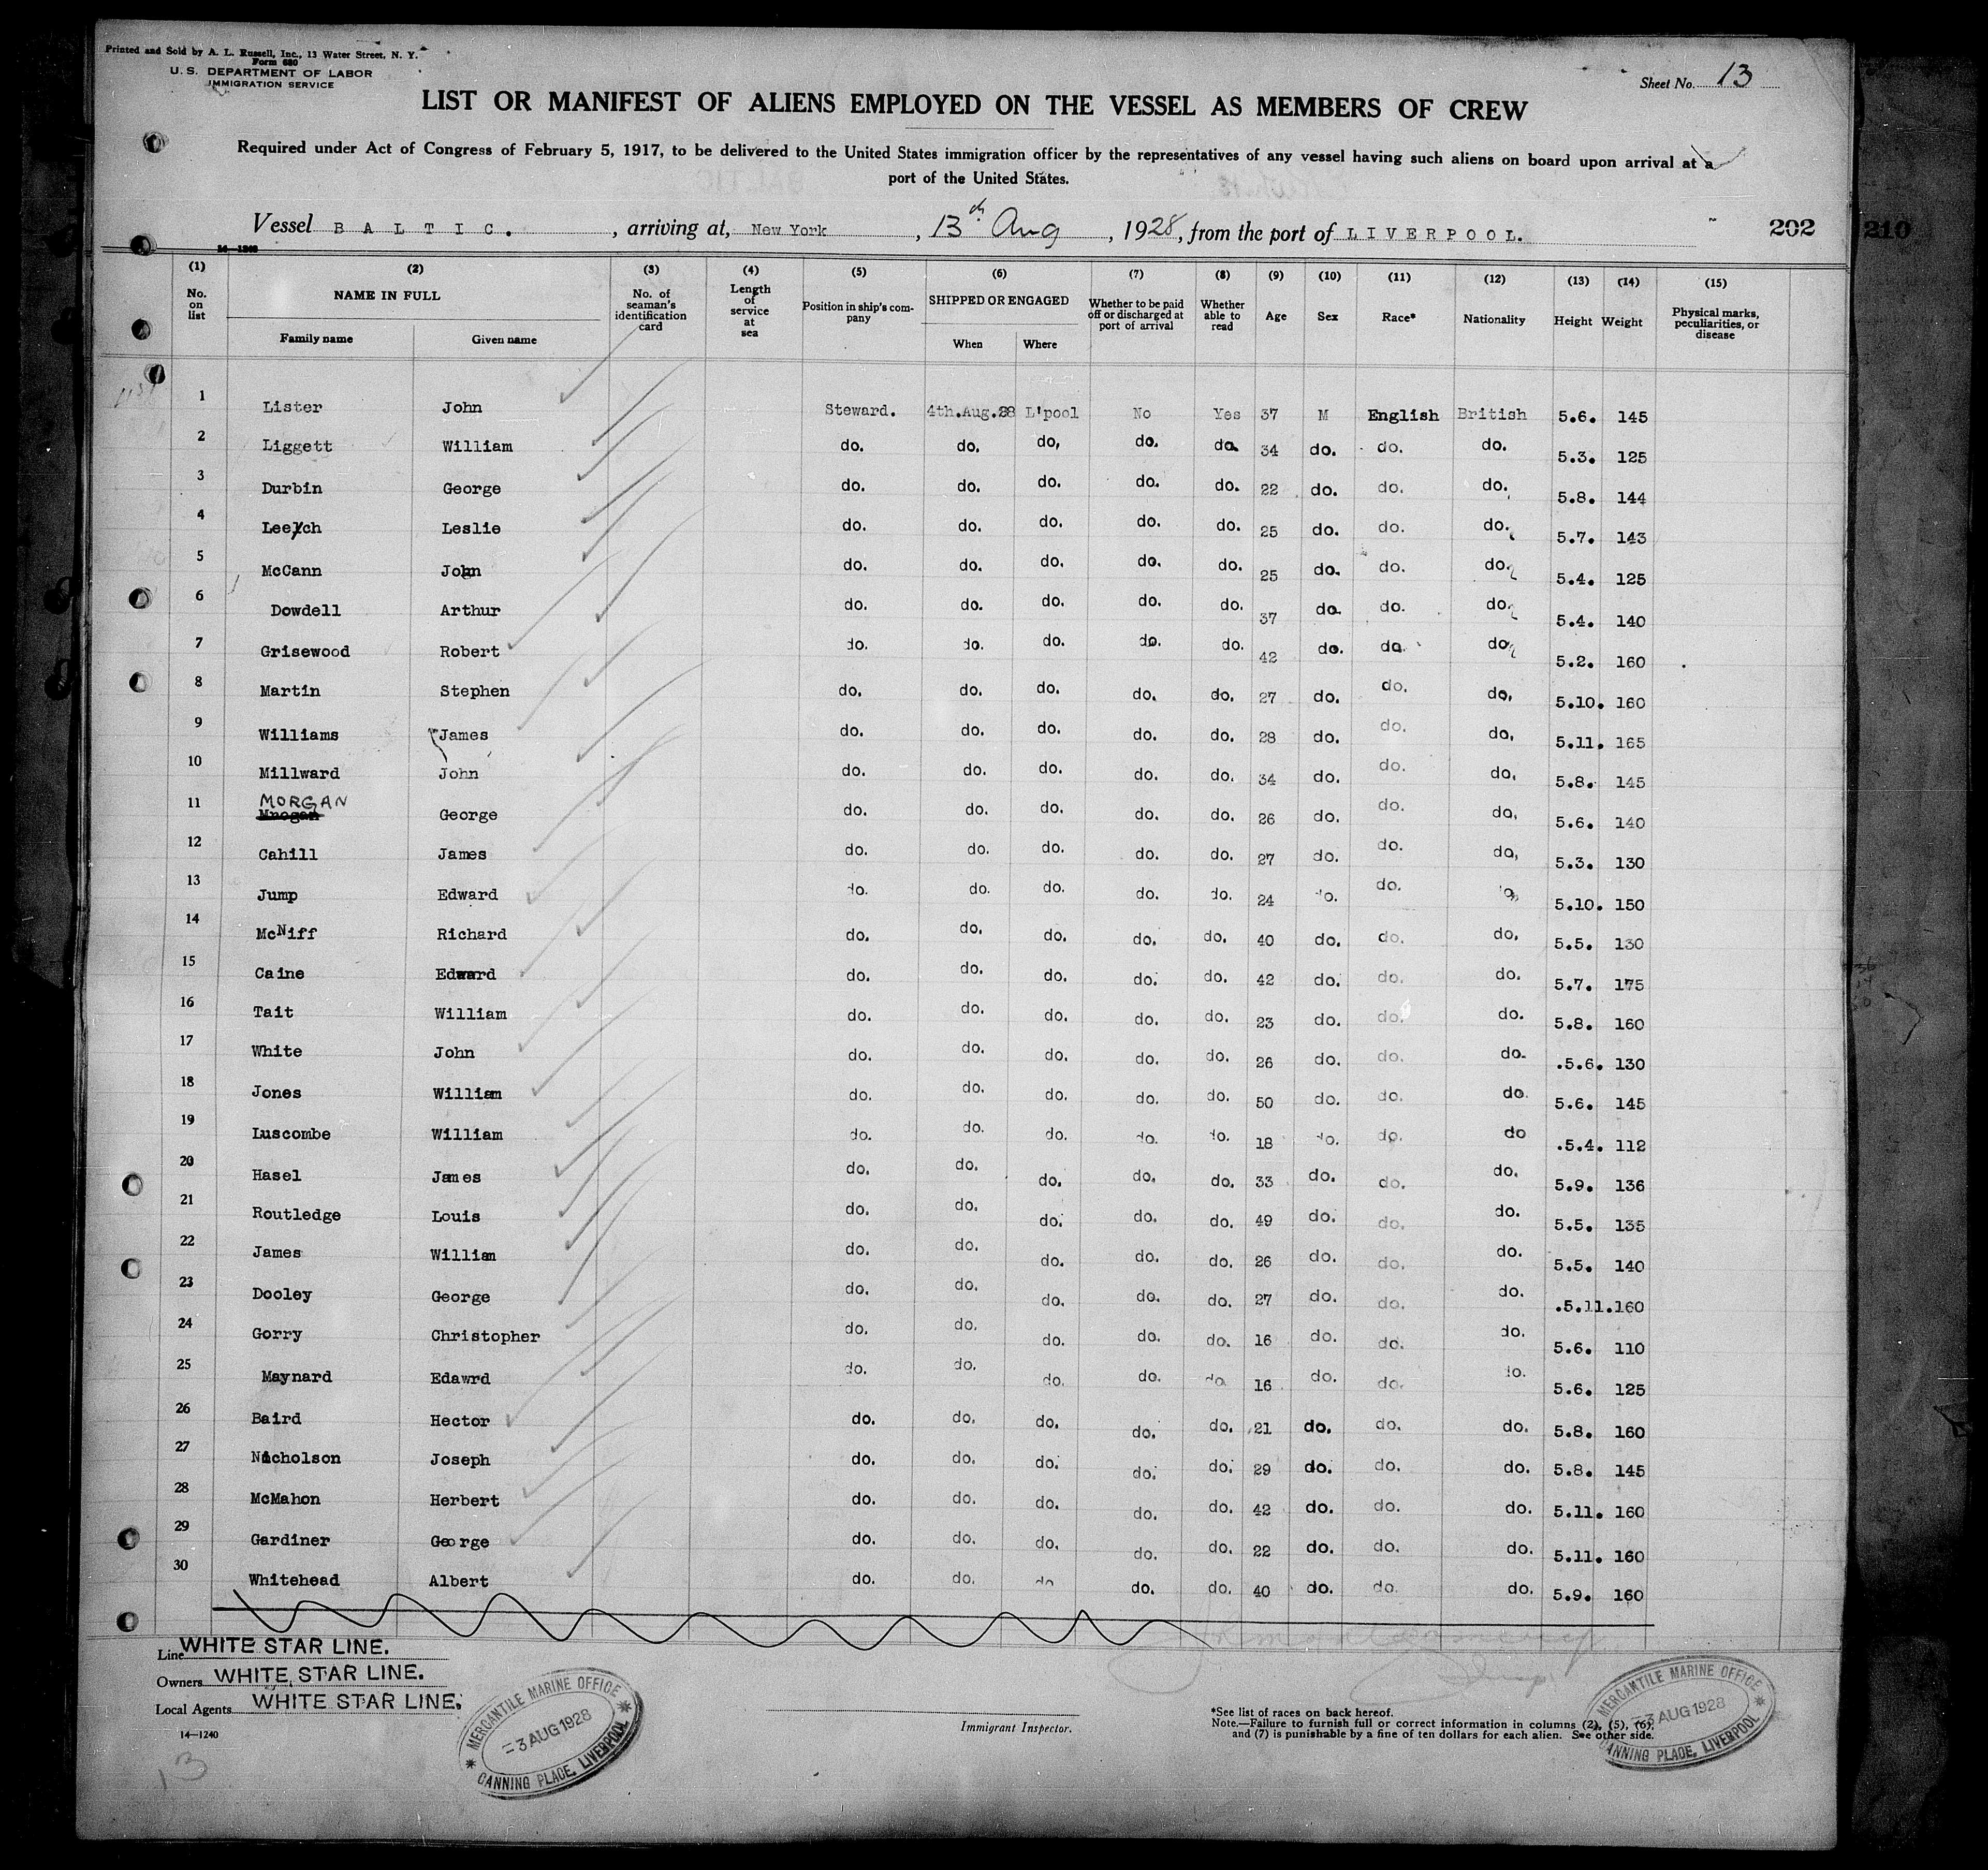 Printed and Sold by A. L. Russell, Inc., 13 Water Street, N. Y.
Form 680
U. S. DEPARTMENT OF LABOR
IMMIGRATION SERVICE
Sheet No. 13
LIST OR MANIFEST OF ALIENS EMPLOYED ON THE VESSEL AS MEMBERS OF CREW
Required under Act of Congress of February 5, 1917, to be delivered to the United States immigration officer by the representatives of any vessel having such aliens on board upon arrival at a
port of the United States.
Vessel BALTIC. , arriving at, New York , 13th Aug , 1928, from the port of LIVERPOOL. 202 210
(1) (2) (3) (4) (5) (6) (7) (8) (9) (10) (11) (12) (13) (14) (15)
No. on list NAME IN FULL Family name Given name No. of seaman's identification card Length of service at sea Position in ship's company SHIPPED OR ENGAGED When Where Whether to be paid off or discharged at port of arrival Whether able to read Age Sex Race* Nationality Height Weight Physical marks, peculiarities, or disease
1 Lister John Steward. 4th.Aug.28 L'pool No Yes 37 M English British 5.6. 145
2 Liggett William do. do. do, do. do. 34 do. do. do. 5.3. 125
3 Durbin George do. do. do. do. do. 22 do. do. do. 5.8. 144
4 Leeych Leslie do. do. do. do. do. 25 do. do. do. 5.7. 143
5 McCann John do. do. do. do. do. 25 do. do. do. 5.4. 125
6 Dowdell Arthur do. do. do. do. do. 37 do. do. do. 5.4. 140
7 Grisewood Robert do. do. do. do. do. 42 do. do. do. 5.2. 160
8 Martin Stephen do. do. do. do. do. 27 do. do. do, 5.10. 160
9 Williams James do. do. do. do. do. 28 do. do. do, 5.11. 165
10 Millward John do. do. do. do. do. 34 do. do. do, 5.8. 145
11 MORGAN Mnogan George do. do. do. do. do. 26 do. do. do, 5.6. 140
12 Cahill James do. do. do. do. do. 27 do. do. do, 5.3. 130
13 Jump Edward do. do. do. do. do. 24 do. do. do, 5.10. 150
14 McNiff Richard do. do. do. do. do. 40 do. do. do, 5.5. 130
15 Caine Edward do. do. do. do. do. 42 do. do. do. 5.7. 175
16 Tait William do. do. do. do. do. 23 do. do. do. 5.8. 160
17 White John do. do. do. do. do. 26 do. do. do. .5.6. 130
18 Jones William do. do. do. do. do. 50 do. do. do. 5.6. 145
19 Luscombe William do. do. do. do. do. 18 do. do. do .5.4. 112
20 Hasel James do. do. do. do. do. 33 do. do. do. 5.9. 136
21 Routledge Louis do. do. do. do. do. 49 do. do. do. 5.5. 135
22 James William do. do. do. do. do. 26 do. do. do. 5.5. 140
23 Dooley George do. do. do. do. do. 27 do. do. do. .5.11. 160
24 Gorry Christopher do. do. do. do. do. 16 do. do. do. 5.6. 110
25 Maynard Edawrd do. do. do. do. do. 16 do. do. do. 5.6. 125
26 Baird Hector do. do. do. do. do. 21 do. do. do. 5.8. 160
27 Nicholson Joseph do. do. do. do. do. 29 do. do. do. 5.8. 145
28 McMahon Herbert do. do. do. do. do. 42 do. do. do. 5.11. 160
29 Gardiner George do. do. do. do. do. 22 do. do. do. 5.11. 160
30 Whitehead Albert do. do. do do. do. 40 do. do. do. 5.9. 160
Line WHITE STAR LINE.
Owners WHITE STAR LINE.
Local Agents WHITE STAR LINE.
14—1240
13
MERCANTILE MARINE OFFICE
3 AUG 1928
CANNING PLACE, LIVERPOOL
Immigrant Inspector.
*See list of races on back hereof.
Note.—Failure to furnish full or correct information in columns (2), (5), (6),
and (7) is punishable by a fine of ten dollars for each alien. See other side.
MERCANTILE MARINE OFFICE
3 AUG 1928
CANNING PLACE, LIVERPOOL